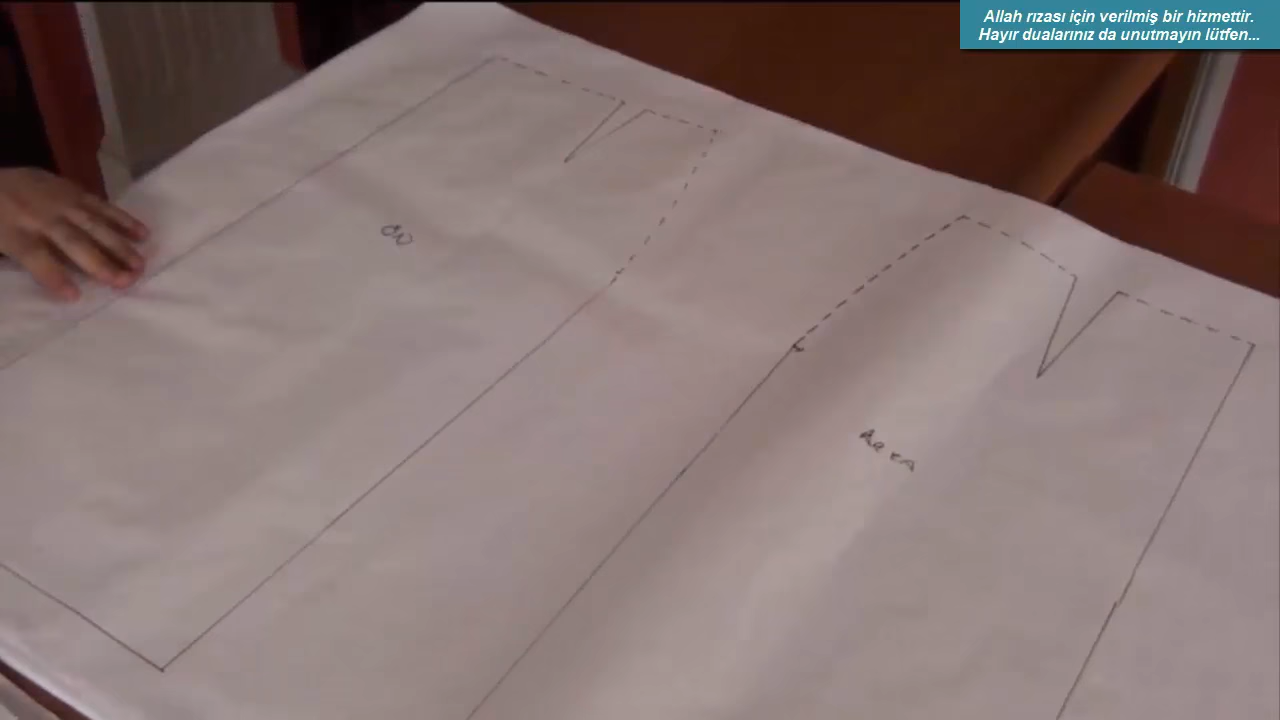 Allah rızası için verilmiş bir hizmettir.
Hayır dualarınız da unutmayın lütfen...
ön
Arka